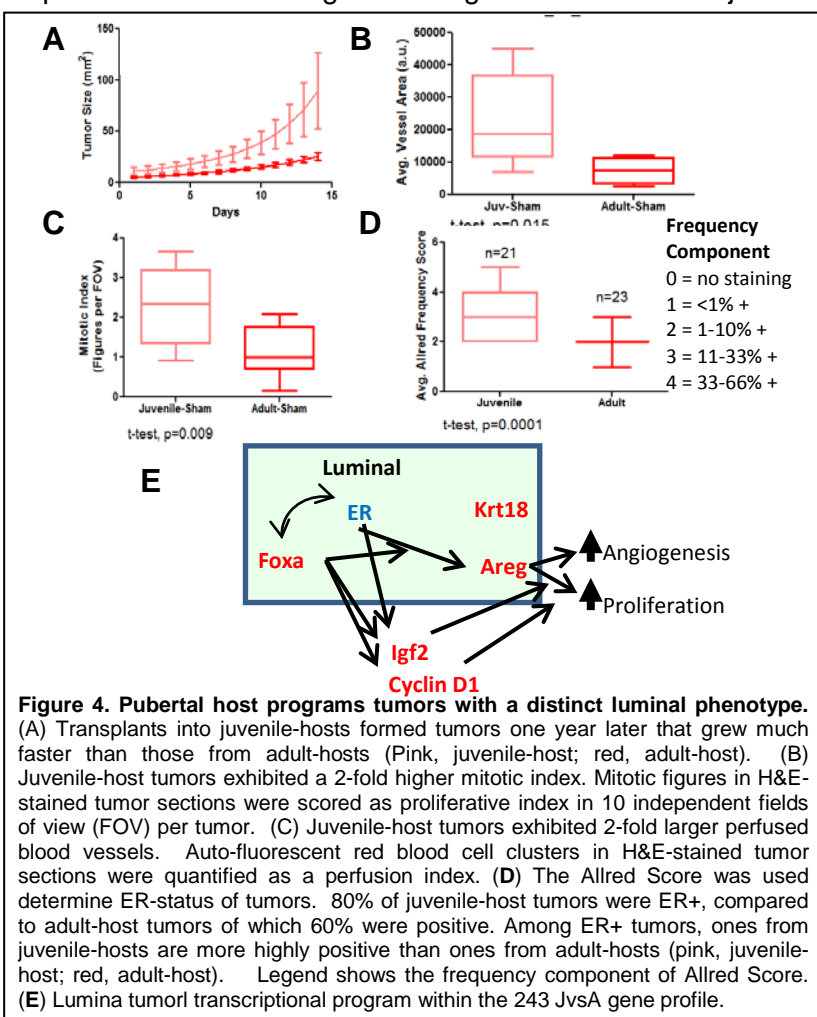 A
Tumor Size (mm²)
150
100
50
0
0 5 10 15
Days
B
Avg. Vessel Area (a.u.)
50000
40000
30000
20000
10000
0
Juv-Sham Adult-Sham
t-test, p=0.015
C
Mitotic Index
(Figures per FOV)
4
3
2
1
0
Juvenile-Sham Adult-Sham
t-test, p=0.009
D
Avg. Allred Frequency Score
6
4
2
0
n=21
n=23
Juvenile Adult
t-test, p=0.0001
Frequency
Component
0 = no staining
1 = <1% +
2 = 1-10% +
3 = 11-33% +
4 = 33-66% +
E
Luminal
ER
Krt18
Foxa
Areg
Angiogenesis
Proliferation
Igf2
Cyclin D1
Figure 4. Pubertal host programs tumors with a distinct luminal phenotype.
(A) Transplants into juvenile-hosts formed tumors one year later that grew much
faster than those from adult-hosts (Pink, juvenile-host; red, adult-host). (B)
Juvenile-host tumors exhibited a 2-fold higher mitotic index. Mitotic figures in H&E-
stained tumor sections were scored as proliferative index in 10 independent fields
of view (FOV) per tumor. (C) Juvenile-host tumors exhibited 2-fold larger perfused
blood vessels. Auto-fluorescent red blood cell clusters in H&E-stained tumor
sections were quantified as a perfusion index. (D) The Allred Score was used
determine ER-status of tumors. 80% of juvenile-host tumors were ER+, compared
to adult-host tumors of which 60% were positive. Among ER+ tumors, ones from
juvenile-hosts are more highly positive than ones from adult-hosts (pink, juvenile-
host; red, adult-host). Legend shows the frequency component of Allred Score.
(E) Lumina tumorl transcriptional program within the 243 JvsA gene profile.